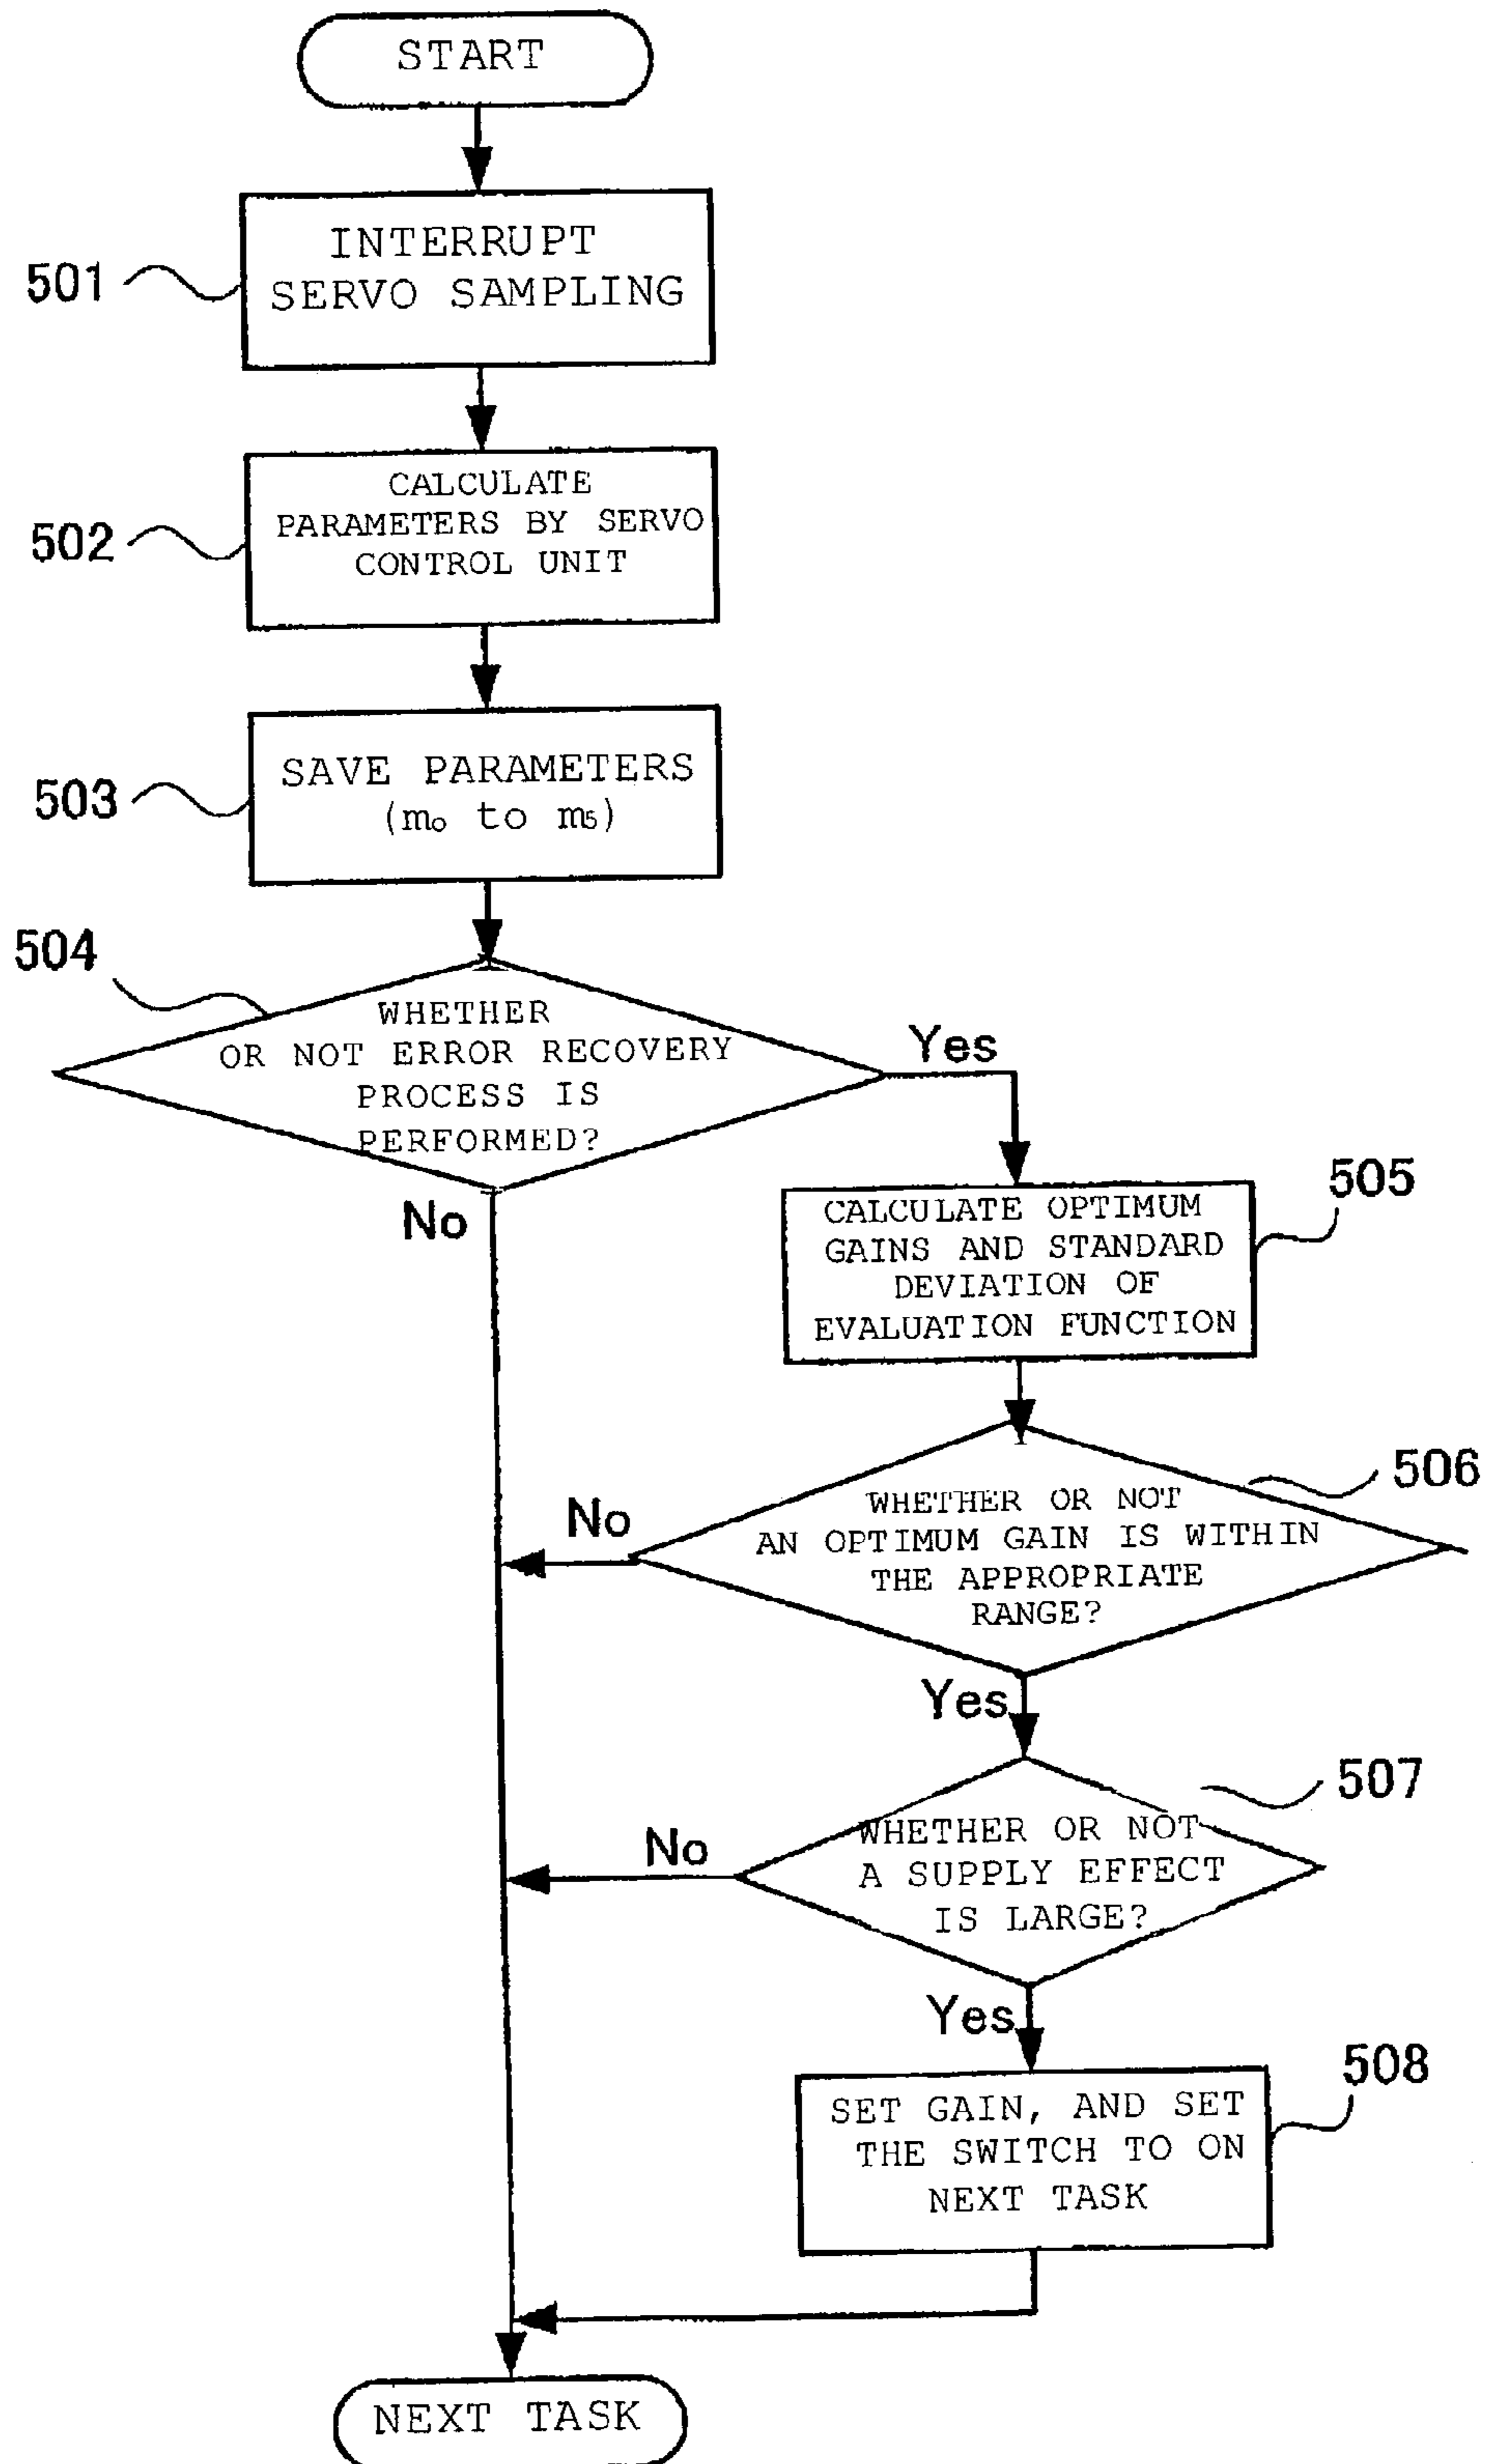 START
501
INTERRUPT
SERVO SAMPLING
502
CALCULATE
PARAMETERS BY SERVO
CONTROL UNIT
503
SAVE PARAMETERS
(m₀ to m₅)
504
WHETHER
OR NOT ERROR RECOVERY
PROCESS IS
PERFORMED?
Yes
No
505
CALCULATE OPTIMUM
GAINS AND STANDARD
DEVIATION OF
EVALUATION FUNCTION
506
WHETHER OR NOT
AN OPTIMUM GAIN IS WITHIN
THE APPROPRIATE
RANGE?
No
Yes
507
WHETHER OR NOT
A SUPPLY EFFECT
IS LARGE?
No
Yes
508
SET GAIN, AND SET
THE SWITCH TO ON
NEXT TASK
NEXT TASK